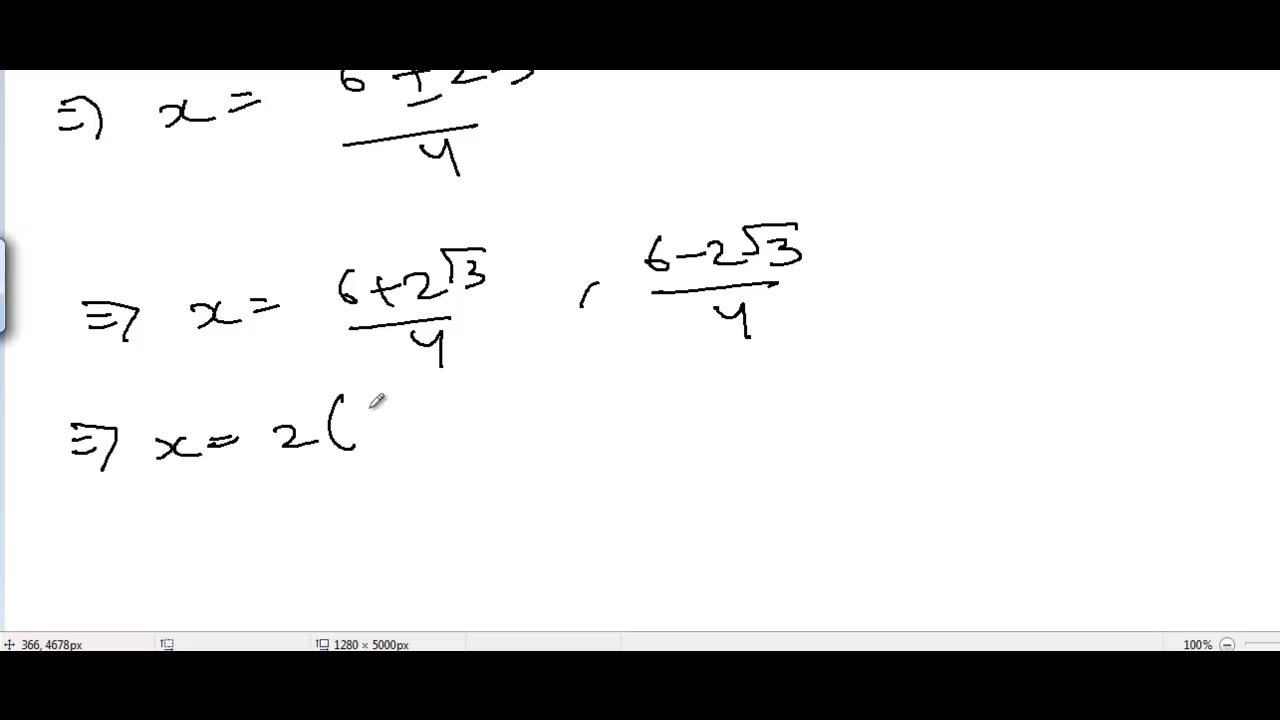 ⇒ x = 6 ± 2√3 / 4
⇒ x = 6+2√3 / 4 , 6-2√3 / 4
⇒ x = 2(
366, 4678px 1280 × 5000px 100%